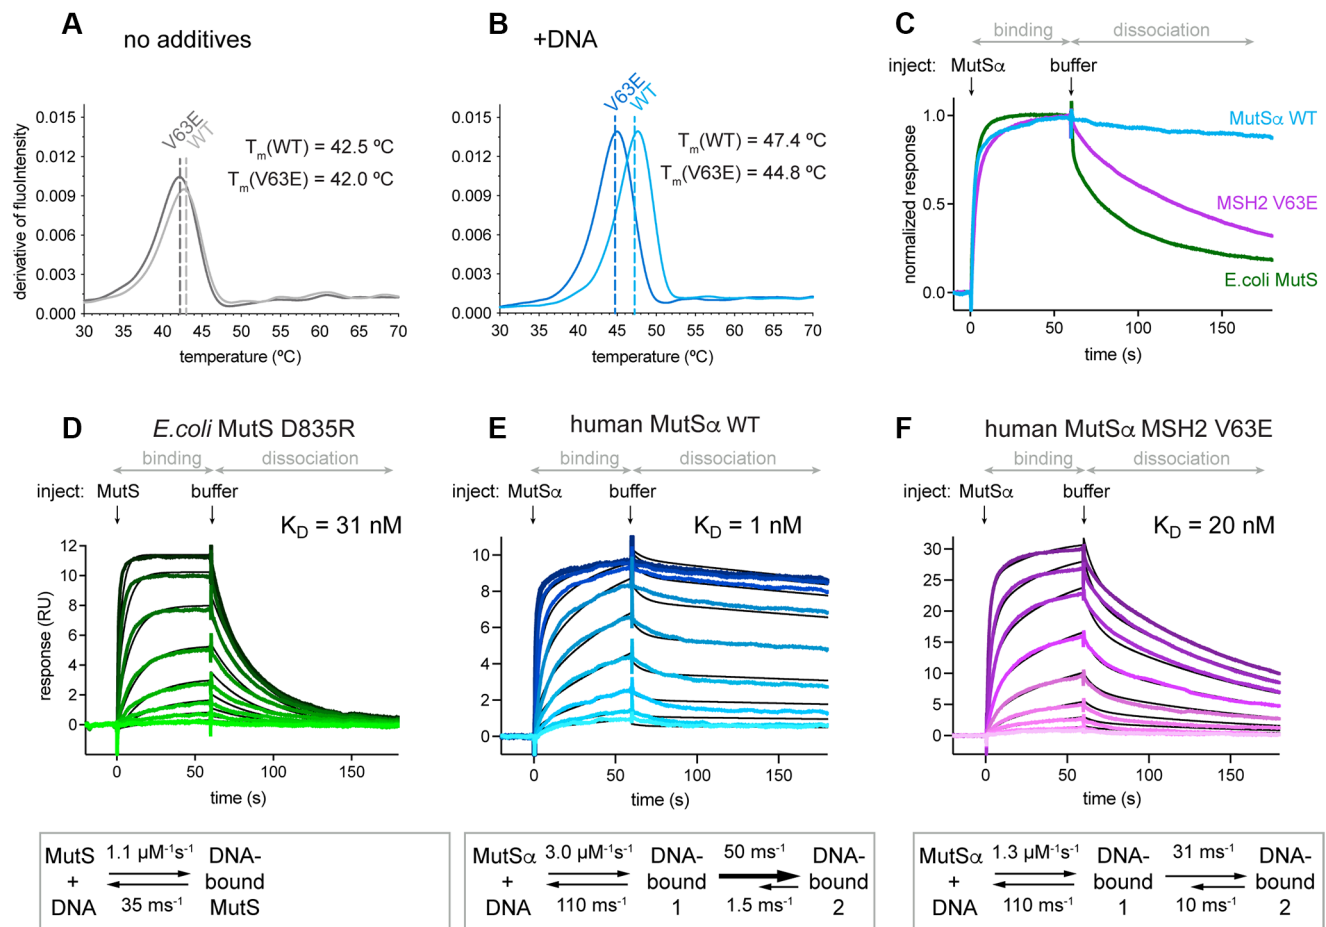 A
no additives
derivative of fluoIntensity
0.015
0.012
0.009
0.006
0.003
0.000
V63E
WT
Tm(WT) = 42.5 ºC
Tm(V63E) = 42.0 ºC
30 35 40 45 50 55 60 65 70
temperature (ºC)
B
+DNA
0.015
0.012
0.009
0.006
0.003
0.000
V63E
WT
Tm(WT) = 47.4 ºC
Tm(V63E) = 44.8 ºC
30 35 40 45 50 55 60 65 70
temperature (ºC)
C
binding dissociation
inject: MutSα buffer
normalized response
1.0
0.5
0.0
MutSα WT
MSH2 V63E
E.coli MutS
0 50 100 150
time (s)
D
E.coli MutS D835R
binding dissociation
inject: MutS buffer
KD = 31 nM
response (RU)
12
10
8
6
4
2
0
0 50 100 150
time (s)
MutS 1.1 µM-1s-1 DNA-
+ bound
DNA 35 ms-1 MutS
E
human MutSα WT
binding dissociation
inject: MutSα buffer
KD = 1 nM
10
8
6
4
2
0
0 50 100 150
time (s)
MutSα 3.0 µM-1s-1 DNA- 50 ms-1 DNA-
+ bound bound
DNA 110 ms-1 1 1.5 ms-1 2
F
human MutSα MSH2 V63E
binding dissociation
inject: MutSα buffer
KD = 20 nM
30
25
20
15
10
5
0
0 50 100 150
time (s)
MutSα 1.3 µM-1s-1 DNA- 31 ms-1 DNA-
+ bound bound
DNA 110 ms-1 1 10 ms-1 2